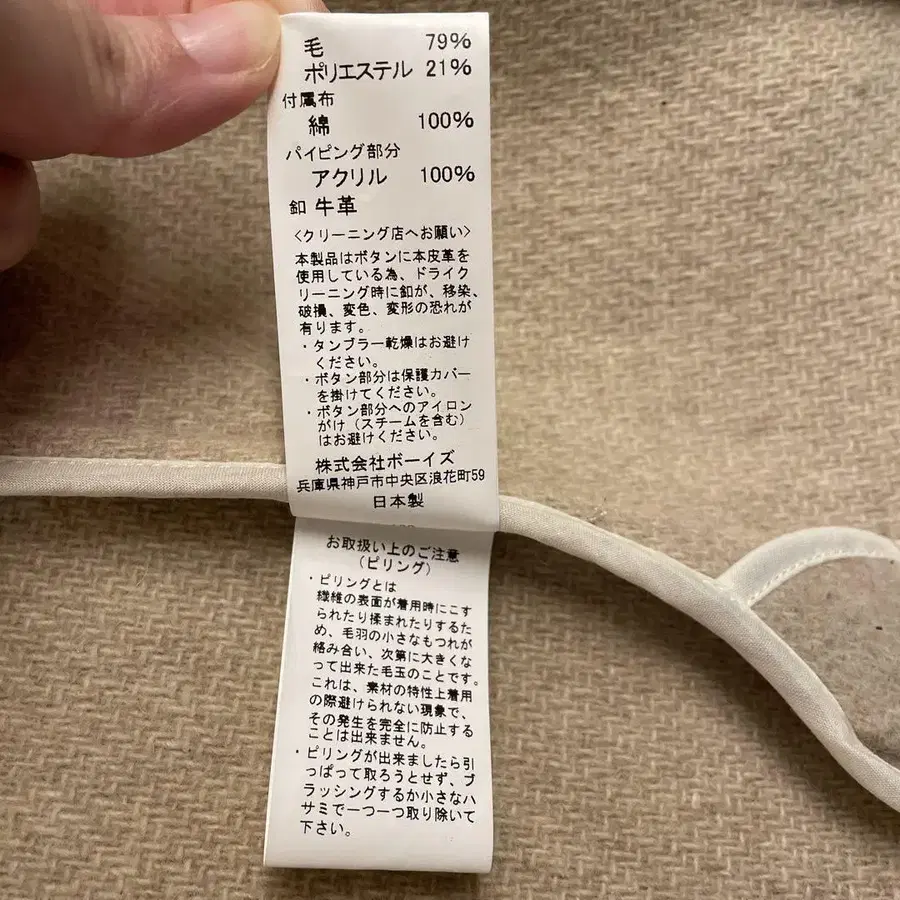 毛 79%
ポリエステル 21%
付属布
綿 100%
パイピング部分
アクリル 100%
釦 牛革
<クリーニング店へお願い>
本製品はボタンに本皮革を
使用している為、ドライク
リーニング時に釦が、移染、
破損、変色、変形の恐れが
有ります。
・タンブラー乾燥はお避け
ください。
・ボタン部分は保護カバー
を掛けてください。
・ボタン部分へのアイロン
がけ(スチームを含む)
はお避けください。
株式会社ボーイズ
兵庫県神戸市中央区浪花町59
日本製
お取扱い上のご注意
(ピリング)
・ピリングとは
繊維の表面が着用時にこす
られたり揉まれたりするた
め、毛羽の小さなもつれが
絡み合い、次第に大きくな
って出来た毛玉のことです。
これは、素材の特性上着用
の際避けられない現象で、
その発生を完全に防止する
ことは出来ません。
・ピリングが出来ましたら引
っぱって取ろうとせず、ブ
ラッシングするか小さなハ
サミで一つ一つ取り除いて
下さい。